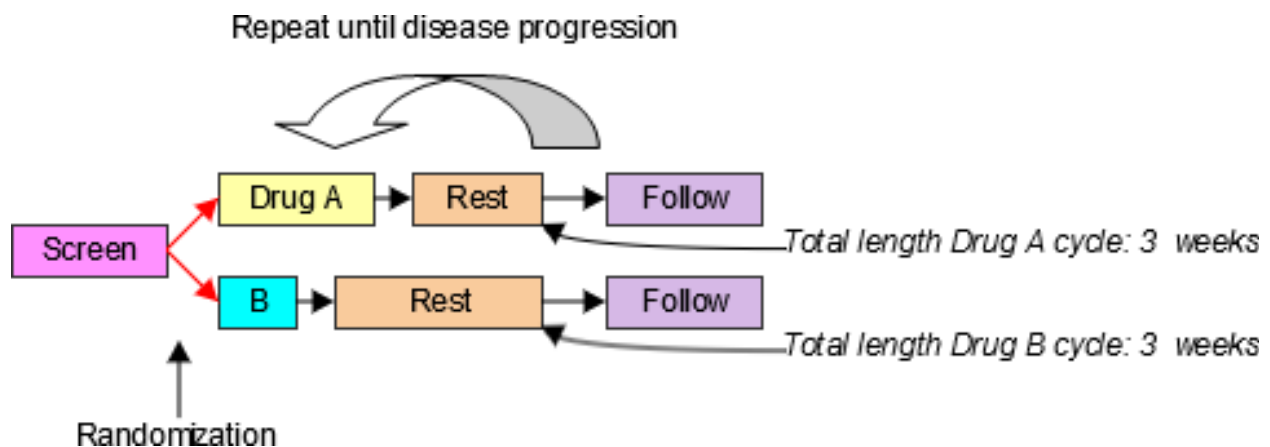 Repeat until disease progression
Drug A
Rest
Follow
Screen
Total length Drug A cycle: 3 weeks
B
Rest
Follow
Total length Drug B cycle: 3 weeks
Randomization